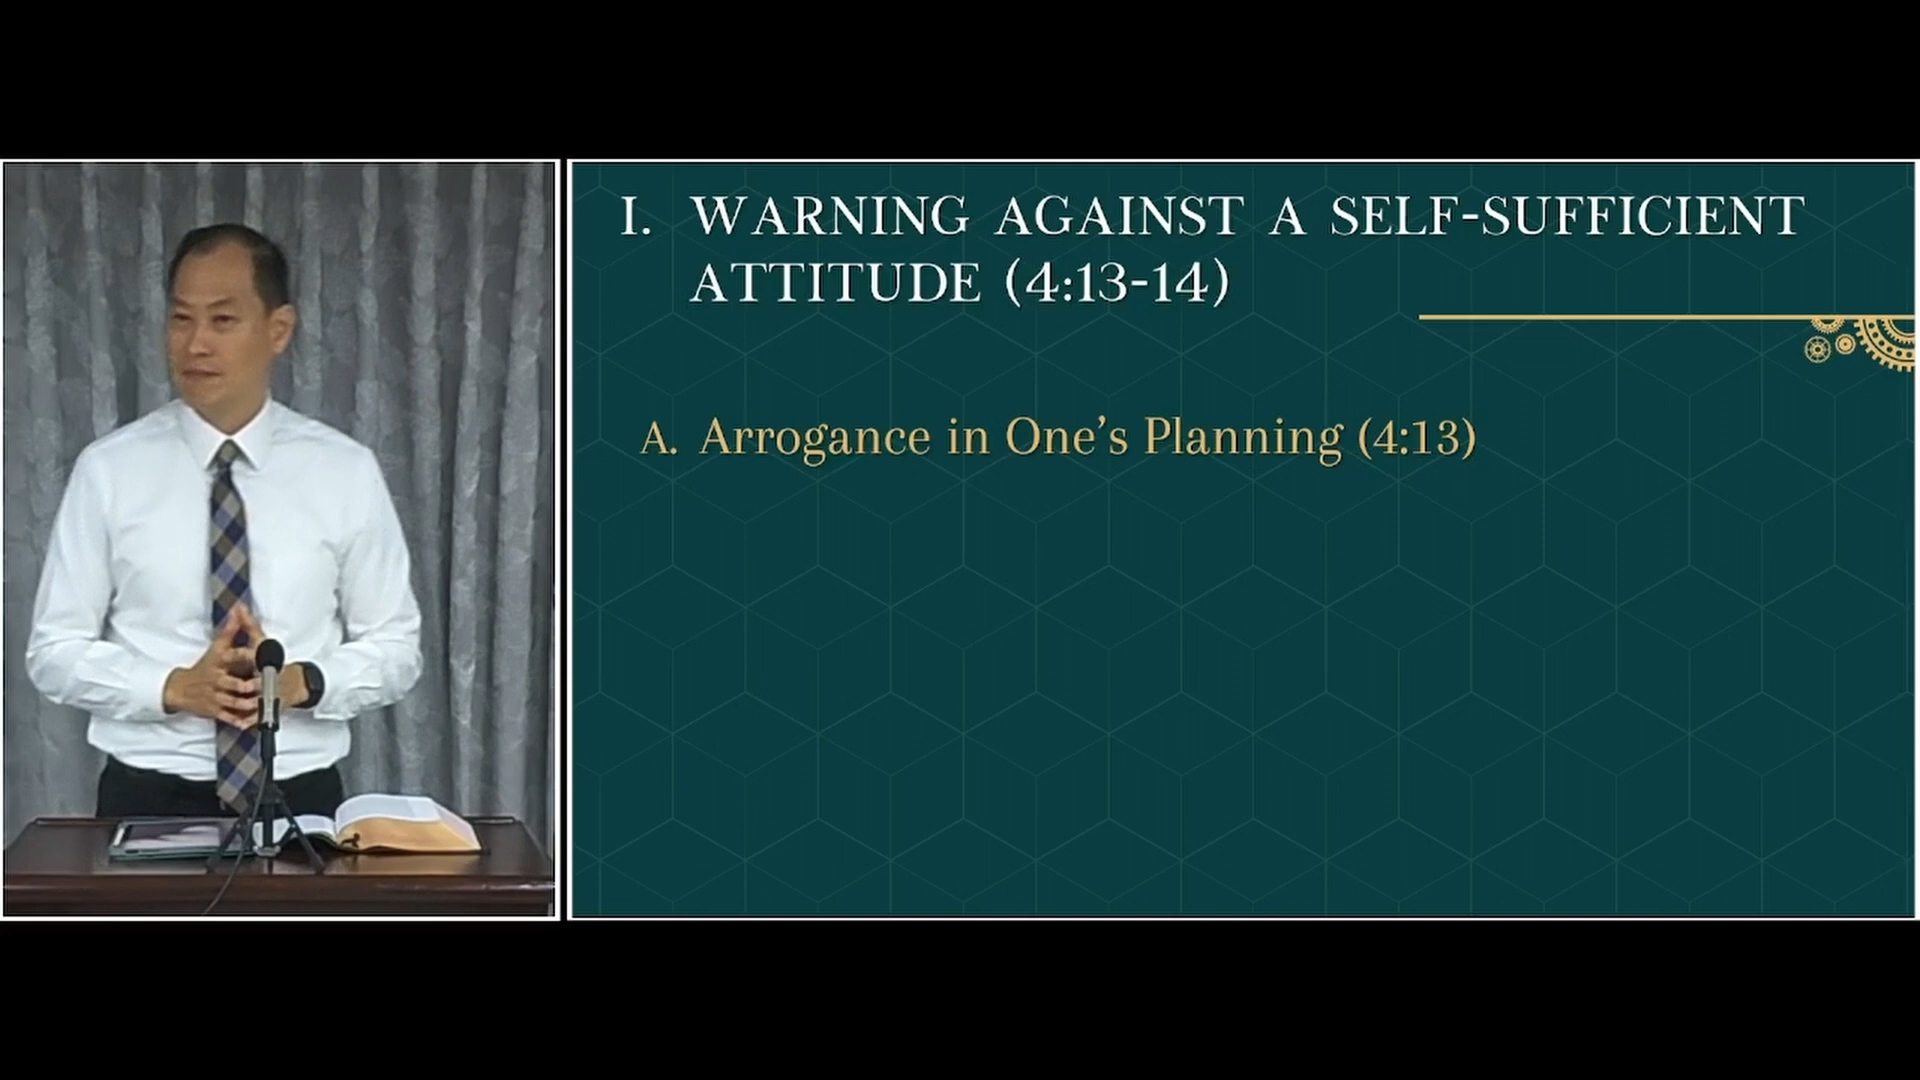 I. WARNING AGAINST A SELF-SUFFICIENT
ATTITUDE (4:13-14)
A. Arrogance in One’s Planning (4:13)